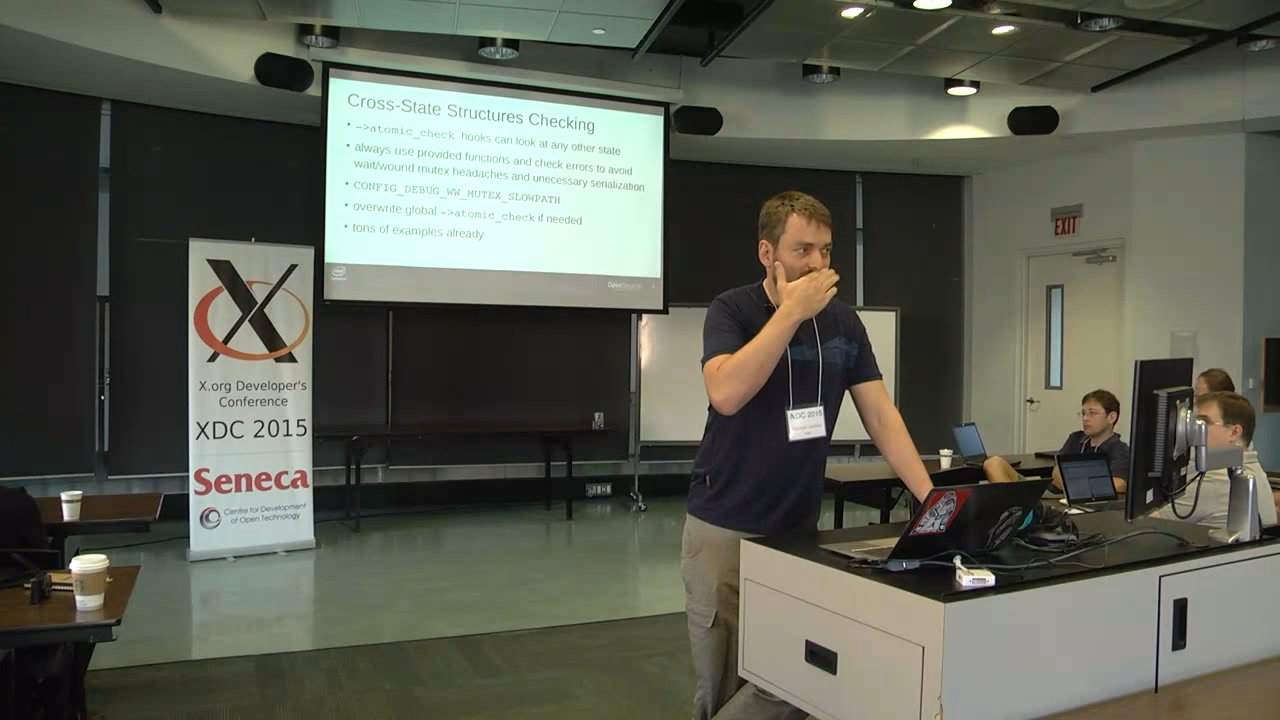 Cross-State Structures Checking
• ->atomic_check hooks can look at any other state
• always use provided functions and check errors to avoid
wait/wound mutex headaches and unecessary serialization
• CONFIG_DEBUG_WW_MUTEX_SLOWPATH
• overwrite global ->atomic_check if needed
• tons of examples already
X.org Developer's
Conference
XDC 2015
Seneca
Centre for Development
of Open Technology
EXIT
XDC 2015